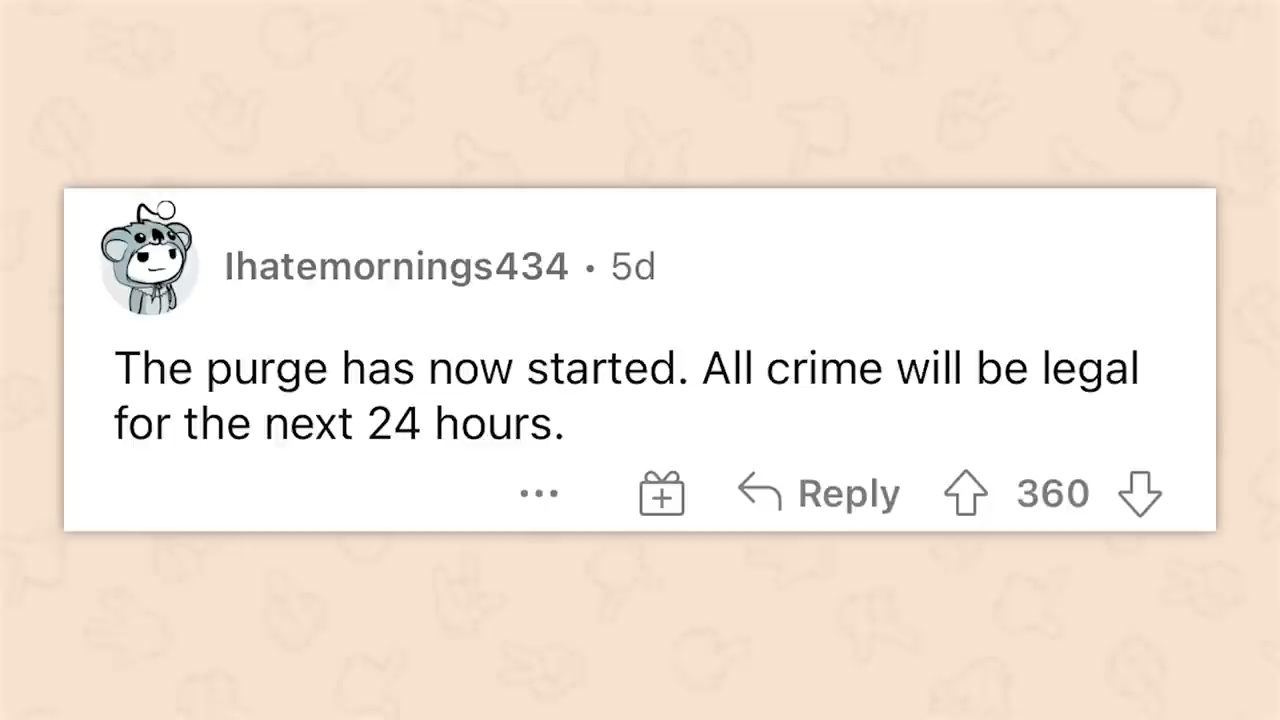 Ihatemornings434 • 5d
The purge has now started. All crime will be legal
for the next 24 hours.
Reply 360